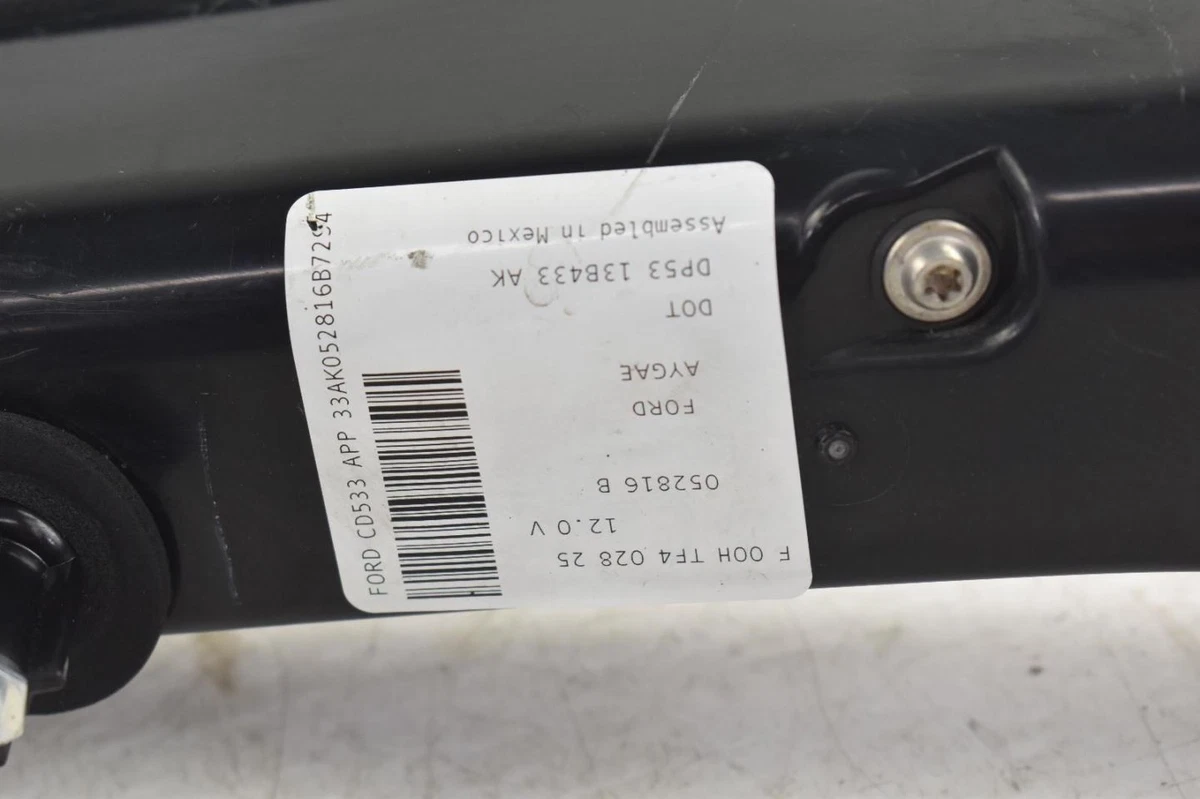 F 00H TF4 028 25
12.0 V
052816 B
FORD
AYGAE
DOT
DP53 13B433 AK
Assembled in Mexico
FORD CD533 APP 33AK052816B7294